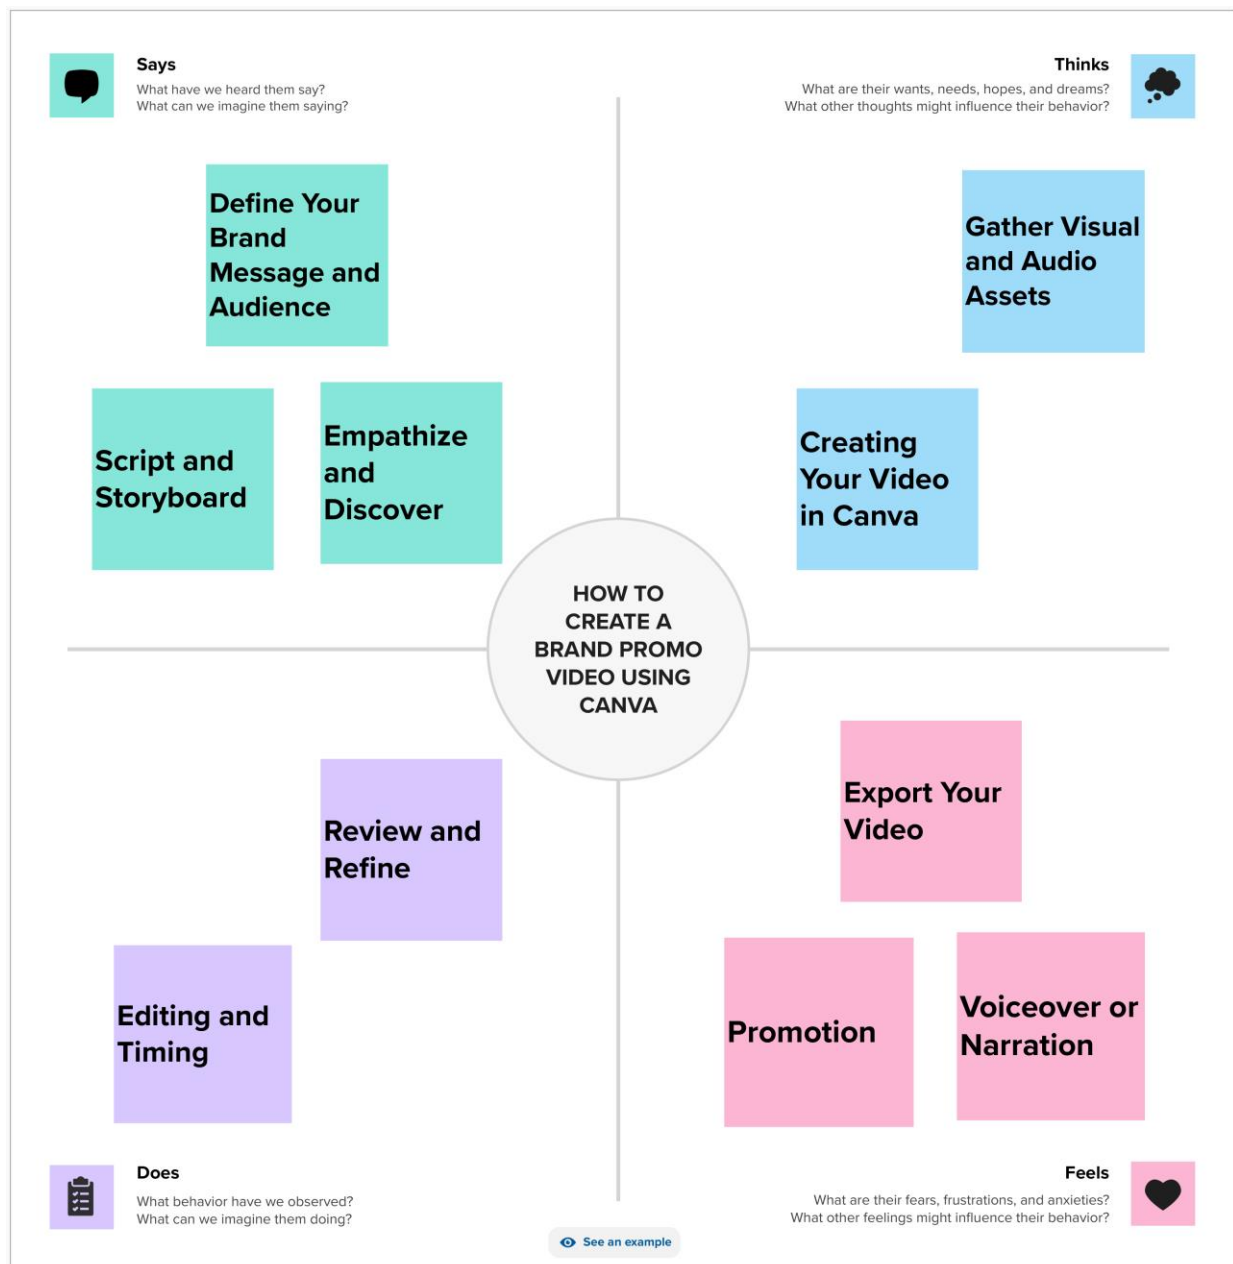 Says
What have we heard them say?
What can we imagine them saying?
Thinks
What are their wants, needs, hopes, and dreams?
What other thoughts might influence their behavior?
Define Your
Brand
Message and
Audience
Script and
Storyboard
Empathize
and
Discover
Gather Visual
and Audio
Assets
Creating
Your Video
in Canva
HOW TO
CREATE A
BRAND PROMO
VIDEO USING
CANVA
Review and
Refine
Editing and
Timing
Export Your
Video
Promotion
Voiceover or
Narration
Does
What behavior have we observed?
What can we imagine them doing?
Feels
What are their fears, frustrations, and anxieties?
What other feelings might influence their behavior?
See an example